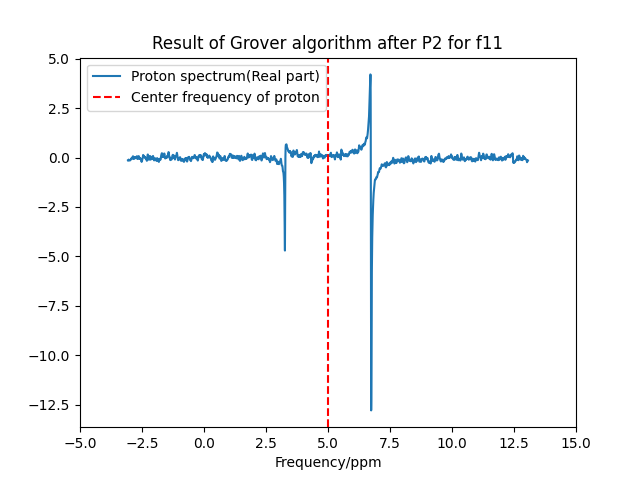 Result of Grover algorithm after P2 for f11
5.0
Proton spectrum(Real part)
Center frequency of proton
2.5
0.0
−2.5
−5.0
−7.5
−10.0
−12.5
−5.0 −2.5 0.0 2.5 5.0 7.5 10.0 12.5 15.0
Frequency/ppm